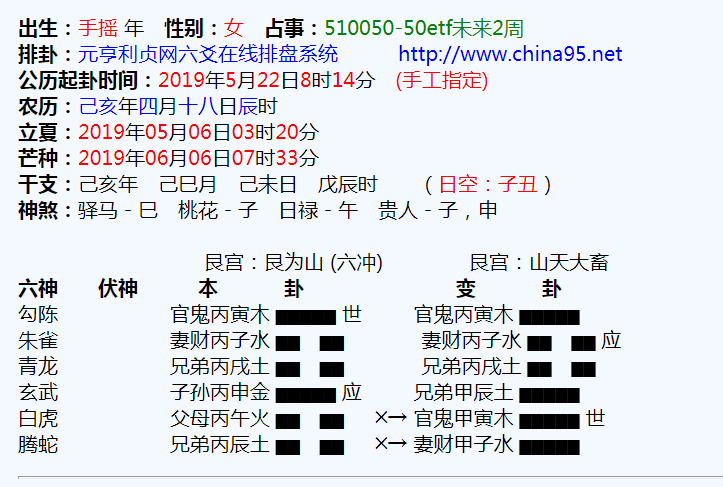 出生：手摇 年 性别：女 占事：510050-50etf未来2周
排卦：元亨利贞网六爻在线排盘系统 http://www.china95.net
公历起卦时间：2019年5月22日8时14分 (手工指定)
农历：己亥年四月十八日辰时
立夏：2019年05月06日03时20分
芒种：2019年06月06日07时33分
干支：己亥年 己巳月 己未日 戊辰时 （日空：子丑）
神煞：驿马－巳 桃花－子 日禄－午 贵人－子，申
艮宫：艮为山 (六冲) 艮宫：山天大畜
六神 伏神 本 卦 变 卦
勾陈 官鬼丙寅木 世 官鬼丙寅木
朱雀 妻财丙子水 妻财丙子水 应
青龙 兄弟丙戌土 兄弟丙戌土
玄武 子孙丙申金 应 兄弟甲辰土
白虎 父母丙午火 ×→ 官鬼甲寅木 世
腾蛇 兄弟丙辰土 ×→ 妻财甲子水